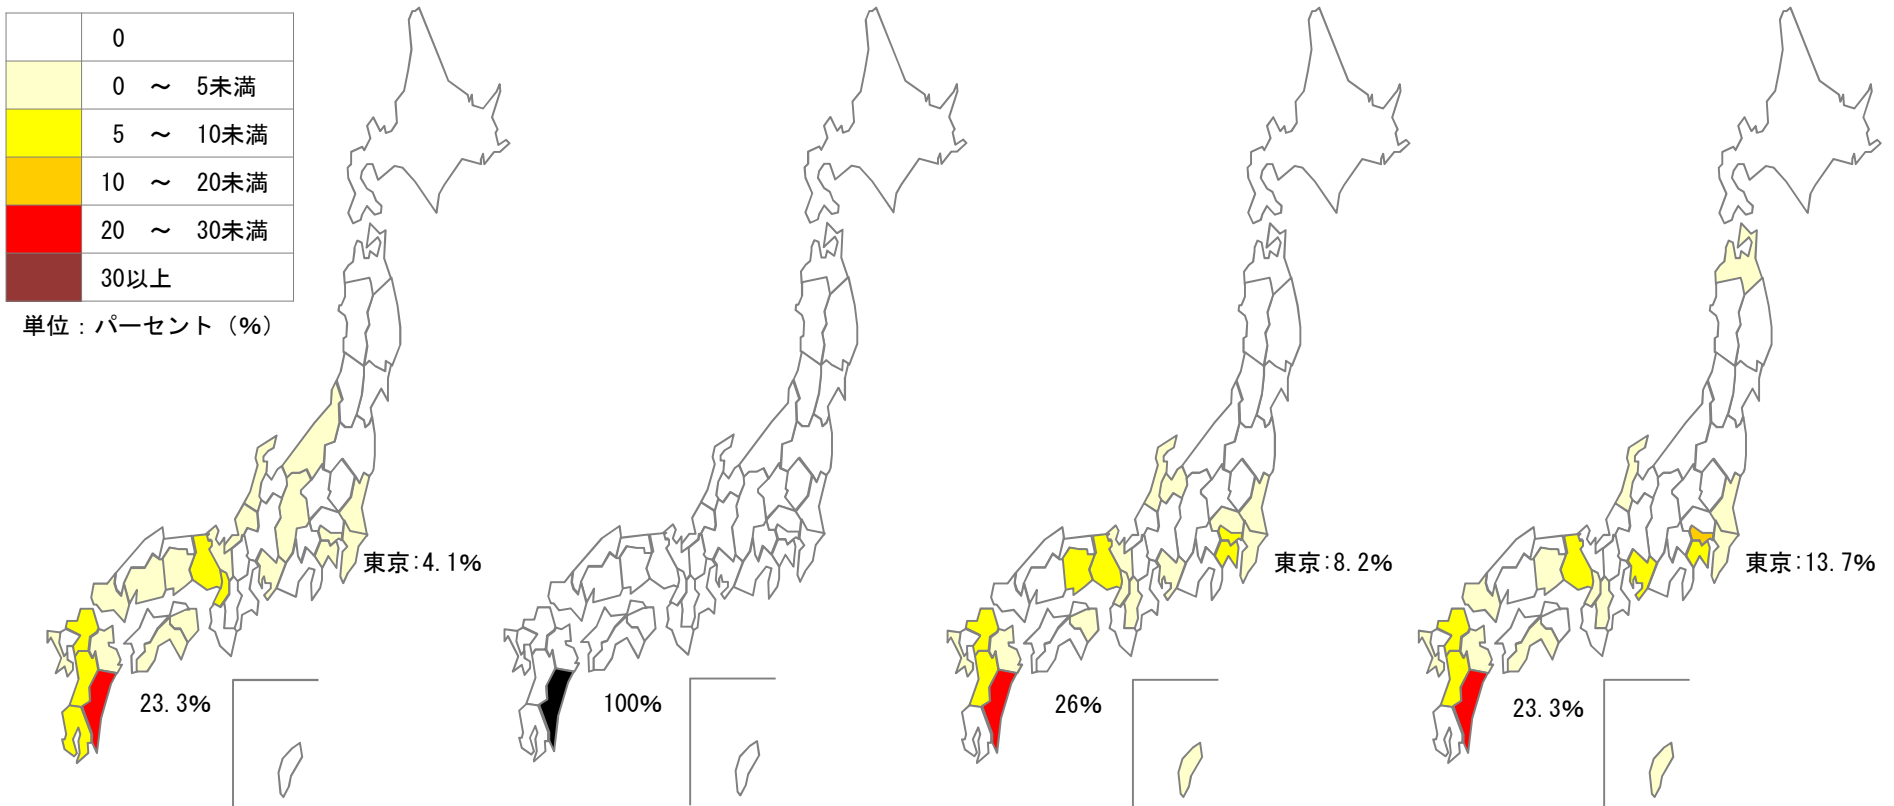 0
0 ～ 5未満
5 ～ 10未満
10 ～ 20未満
20 ～ 30未満
30以上
単位：パーセント（%）
東京:4.1%
23.3%
100%
東京:8.2%
26%
東京:13.7%
23.3%